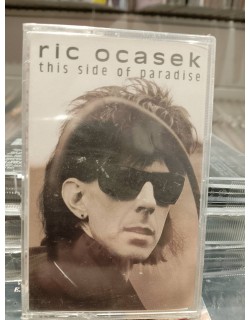 ric ocasek
this side of paradise